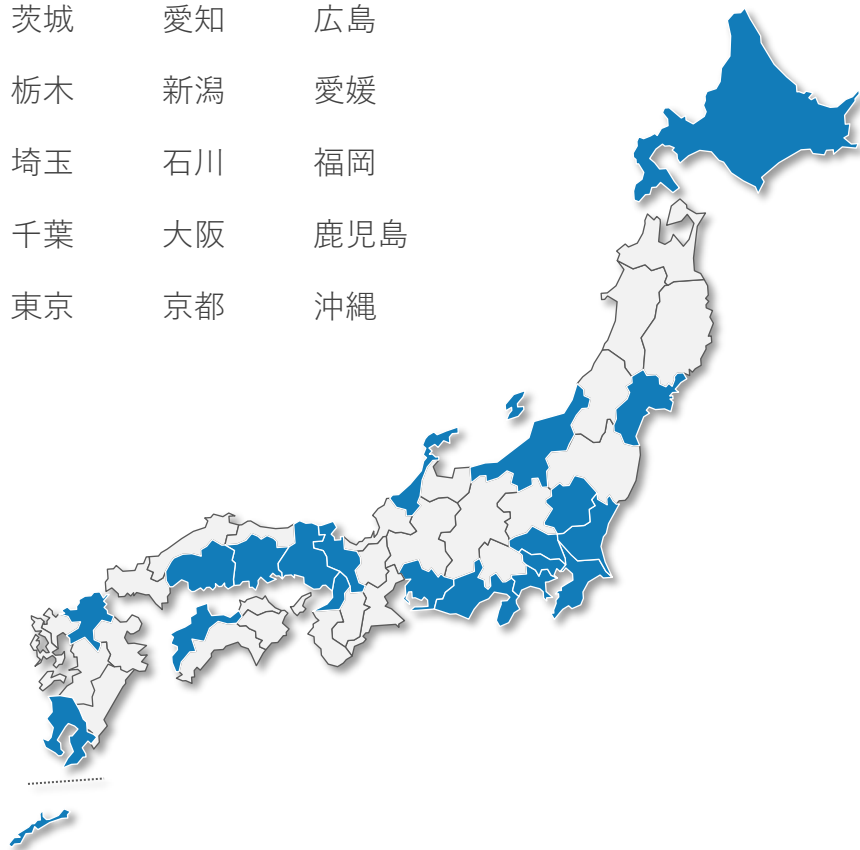 茨城 愛知 広島
栃木 新潟 愛媛
埼玉 石川 福岡
千葉 大阪 鹿児島
東京 京都 沖縄